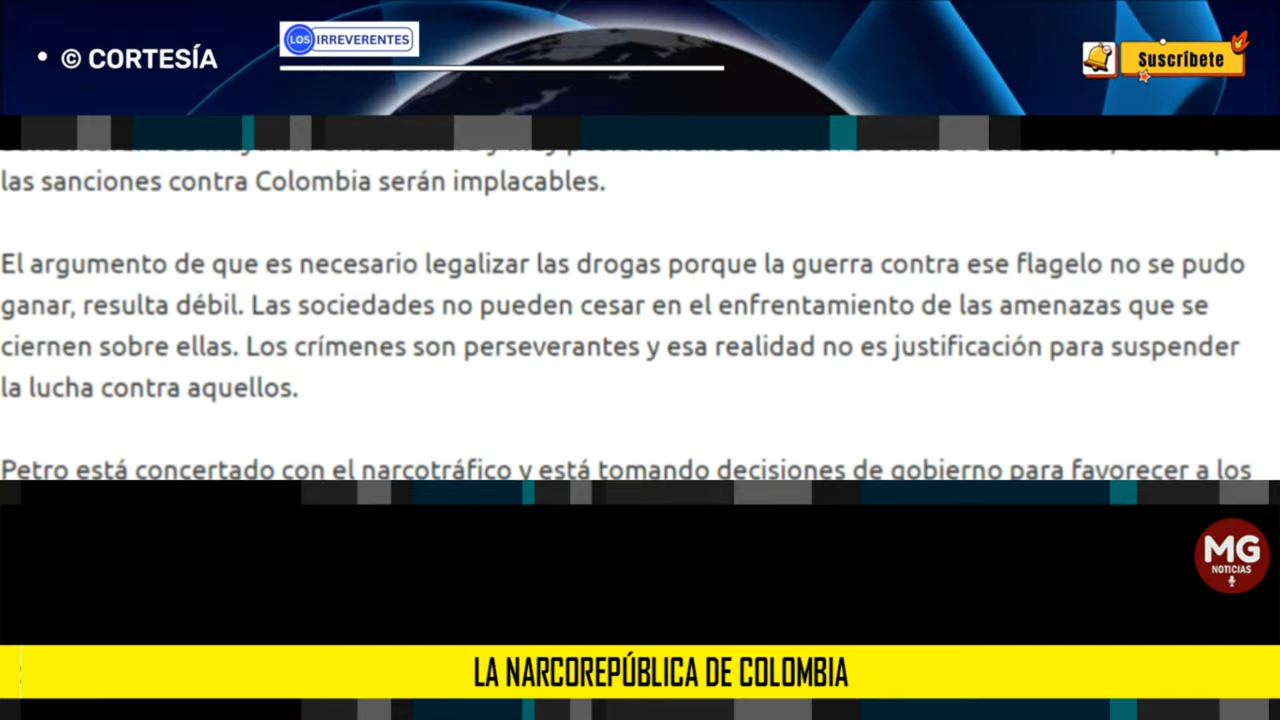 • © CORTESÍA
LOS IRREVERENTES
Suscríbete
las sanciones contra Colombia serán implacables.
El argumento de que es necesario legalizar las drogas porque la guerra contra ese flagelo no se pudo
ganar, resulta débil. Las sociedades no pueden cesar en el enfrentamiento de las amenazas que se
ciernen sobre ellas. Los crímenes son perseverantes y esa realidad no es justificación para suspender
la lucha contra aquellos.
Petro está concertado con el narcotráfico y está tomando decisiones de gobierno para favorecer a los
MG
NOTICIAS
LA NARCOREPÚBLICA DE COLOMBIA